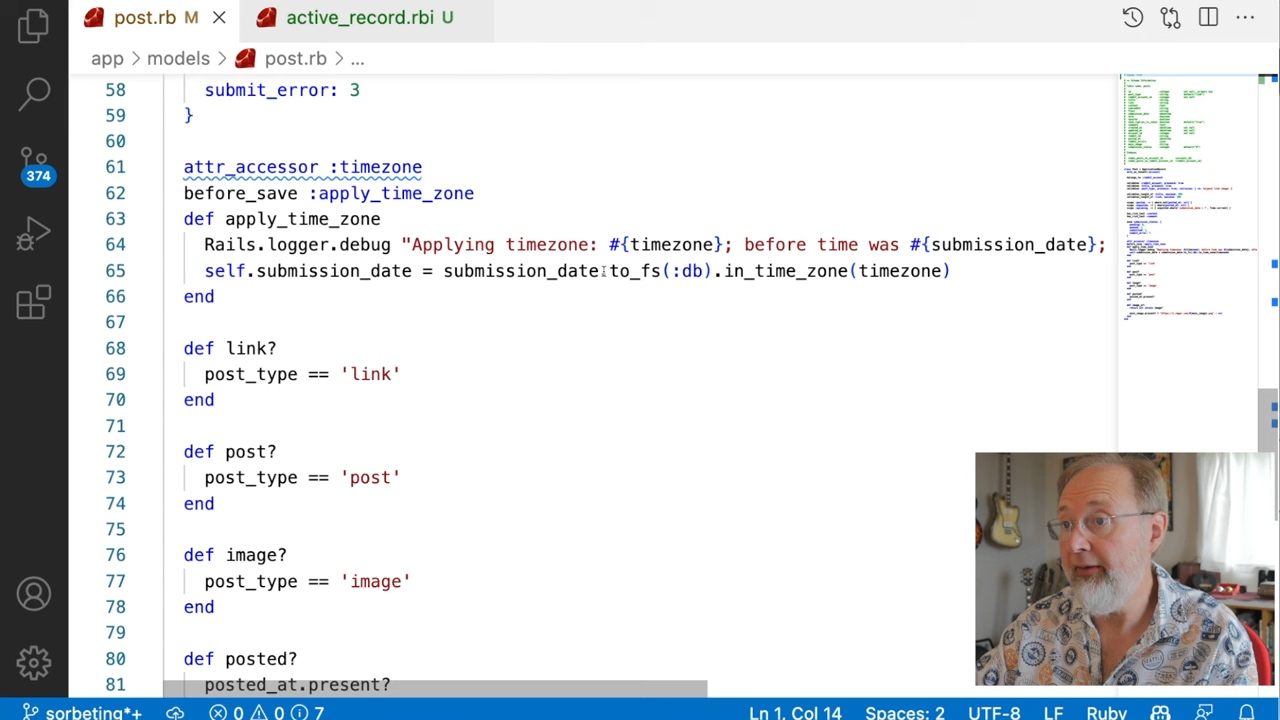 post.rb M
active_record.rbi U
app > models > post.rb > ...
58 submit_error: 3
59 }
60
61 attr_accessor :timezone
62 before_save :apply_time_zone
63 def apply_time_zone
64 Rails.logger.debug "Applying timezone: #{timezone}; before time was #{submission_date};
65 self.submission_date = submission_date.to_fs(:db).in_time_zone(timezone)
66 end
67
68 def link?
69 post_type == 'link'
70 end
71
72 def post?
73 post_type == 'post'
74 end
75
76 def image?
77 post_type == 'image'
78 end
79
80 def posted?
81 posted_at.present?
374
sorbeting*+ 0 0 7 Ln 1, Col 14 Spaces: 2 UTF-8 LF Ruby